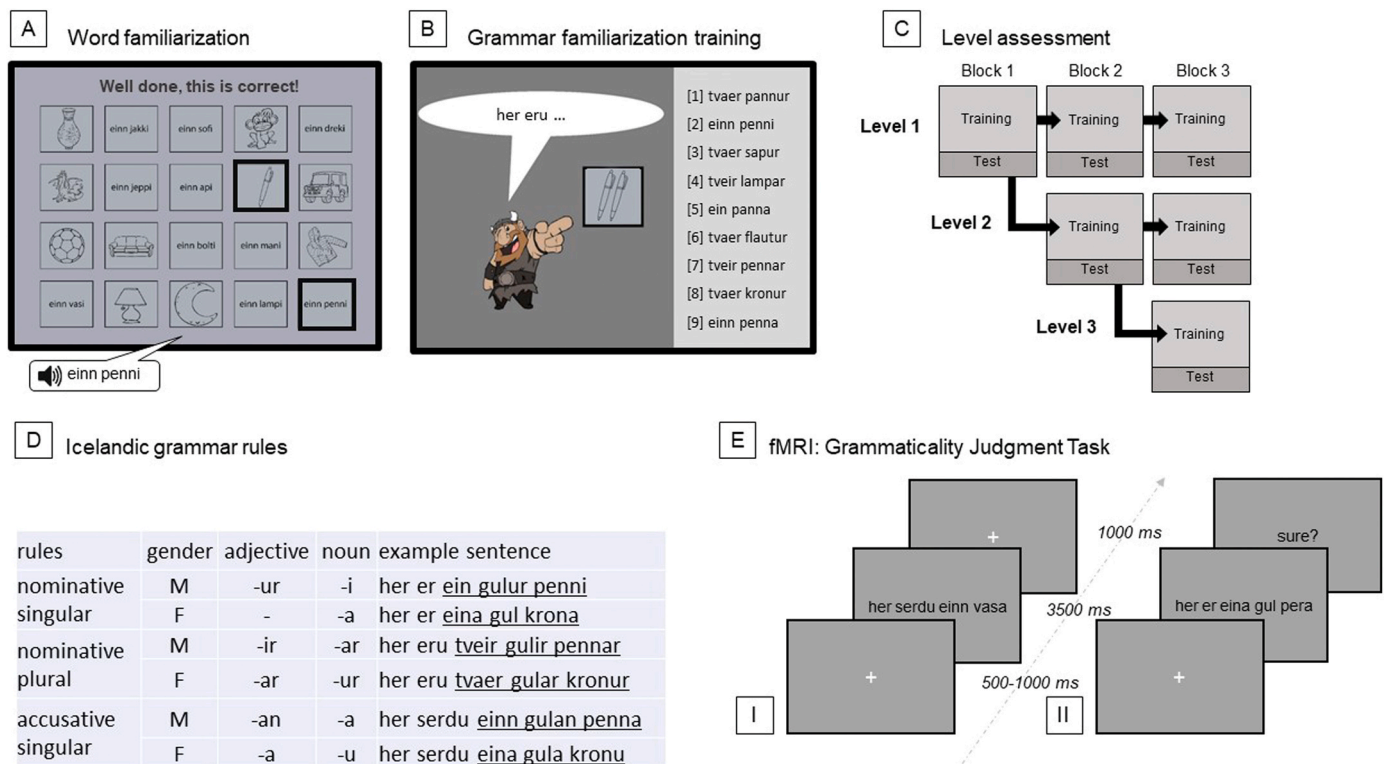 A Word familiarization
Well done, this is correct!
einn jakki einn sofi einn dreki
einn jeppi einn api
einn bolti einn mani
einn vasi einn lampi einn penni
einn penni
B Grammar familiarization training
her eru ...
[1] tvaer pannur
[2] einn penni
[3] tvaer sapur
[4] tveir lampar
[5] ein panna
[6] tvaer flautur
[7] tveir pennar
[8] tvaer kronur
[9] einn penna
C Level assessment
Block 1 Block 2 Block 3
Level 1 Training Training Training
Test Test Test
Level 2 Training Training
Test Test
Level 3 Training
Test
D Icelandic grammar rules
rules gender adjective noun example sentence
nominative singular M -ur -i her er ein gulur penni
F - -a her er eina gul krona
nominative plural M -ir -ar her eru tveir gulir pennar
F -ar -ur her eru tvaer gular kronur
accusative singular M -an -a her serdu einn gulan penna
F -a -u her serdu eina gula kronu
E fMRI: Grammaticality Judgment Task
+
her serdu einn vasa
+
I
1000 ms
3500 ms
500-1000 ms
sure?
her er eina gul pera
+
II